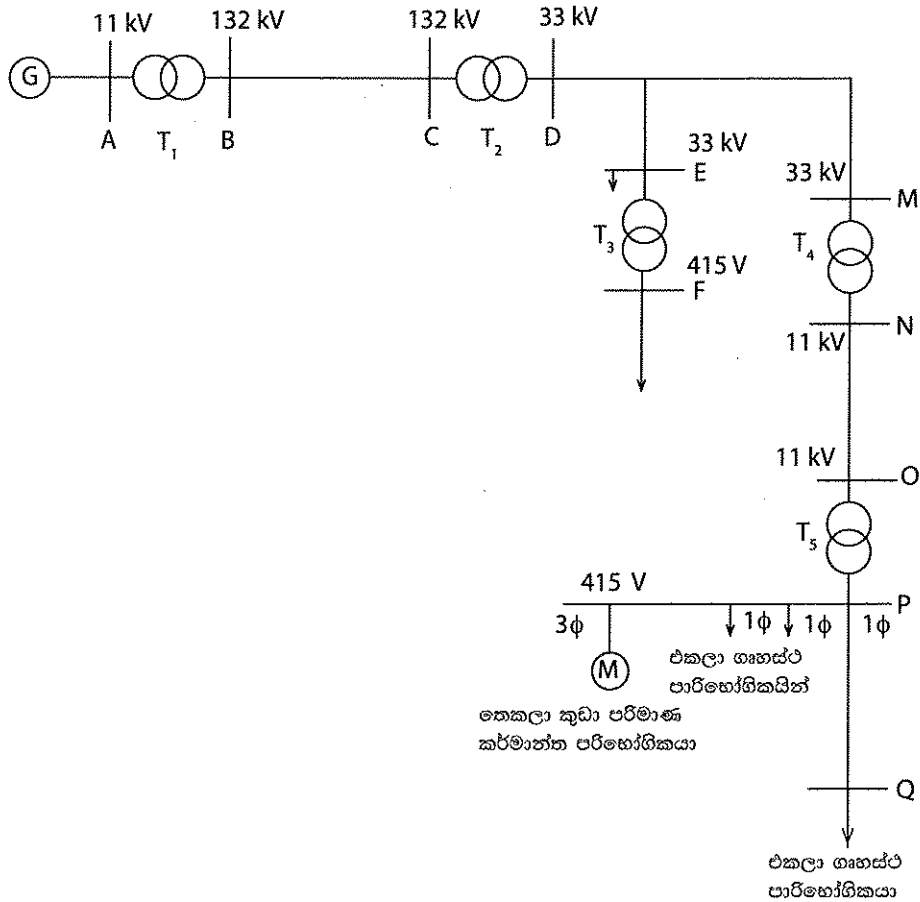 11 kV
132 kV
132 kV
33 kV
G
A
T₁
B
C
T₂
D
33 kV
E
33 kV
M
T₃
T₄
415 V
F
N
11 kV
11 kV
O
T₅
415 V
P
3ϕ
1ϕ
1ϕ
1ϕ
M
එකලා ගෘහස්ථ
පාරිභෝගිකයින්
තෙකලා කුඩා පරිමාණ
කර්මාන්ත පරිභෝගිකයා
Q
එකලා ගෘහස්ථ
පාරිභෝගිකයා